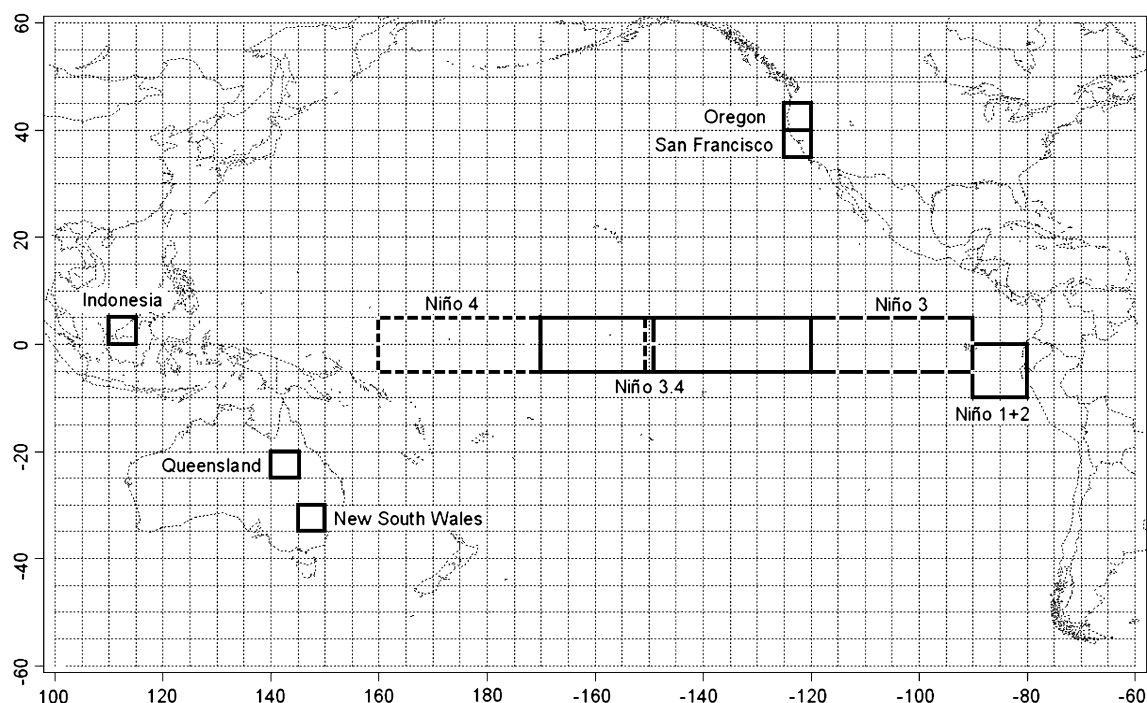 60
Oregon
40
San Francisco
20
Indonesia
Niño 4
Niño 3
0
Niño 3.4
Niño 1+2
-20
Queensland
New South Wales
-40
-60
100 120 140 160 180 -160 -140 -120 -100 -80 -60